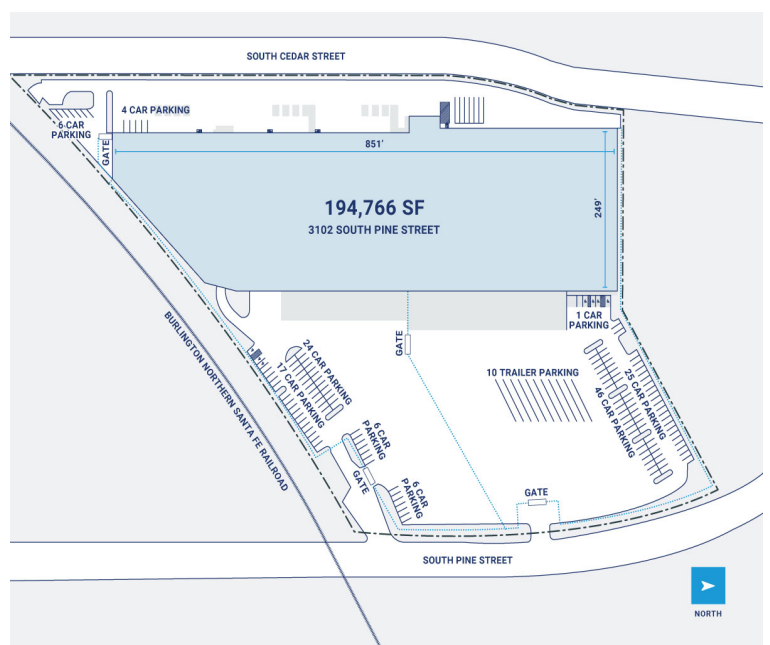 SOUTH CEDAR STREET
4 CAR PARKING
6 CAR
PARKING
GATE
851'
194,766 SF
3102 SOUTH PINE STREET
249'
1 CAR
PARKING
GATE
BURLINGTON NORTHERN SANTA FE RAILROAD
24 CAR PARKING
17 CAR PARKING
10 TRAILER PARKING
25 CAR PARKING
46 CAR PARKING
6 CAR
PARKING
GATE
6 CAR
PARKING
GATE
SOUTH PINE STREET
NORTH